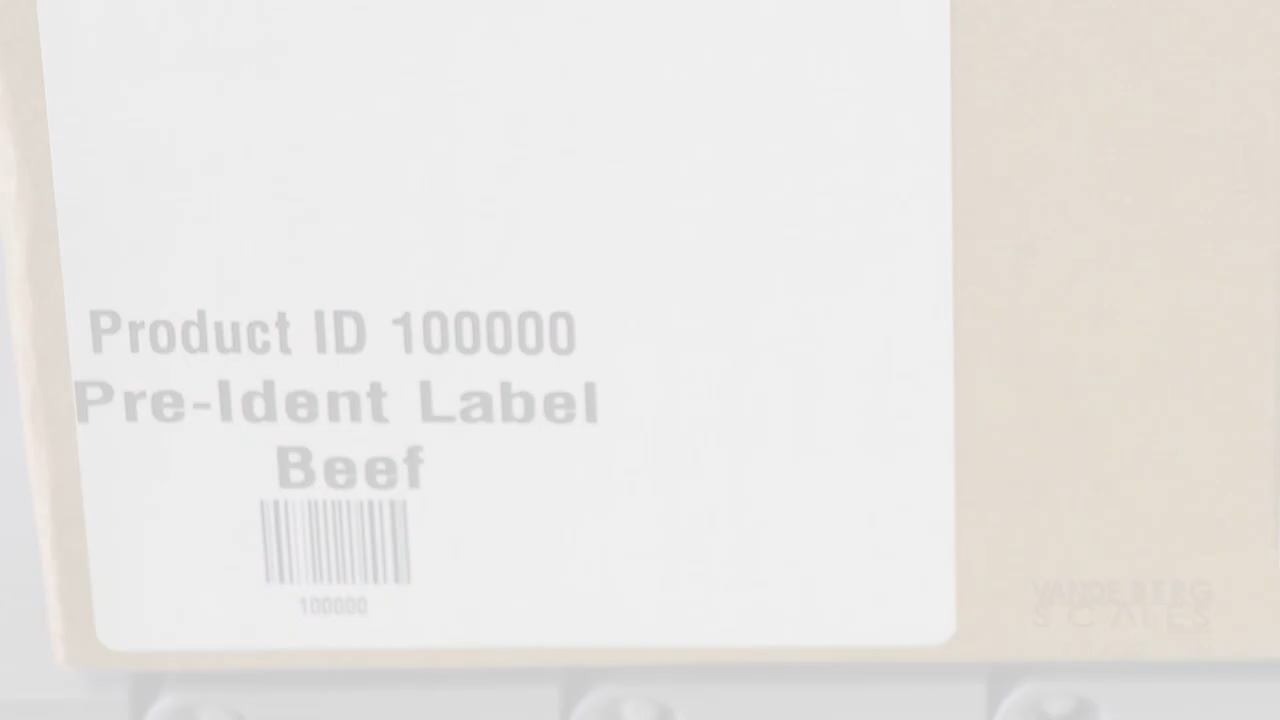 Product ID 100000
Pre-Ident Label
Beef
100000
VANDE BERG
SCALES